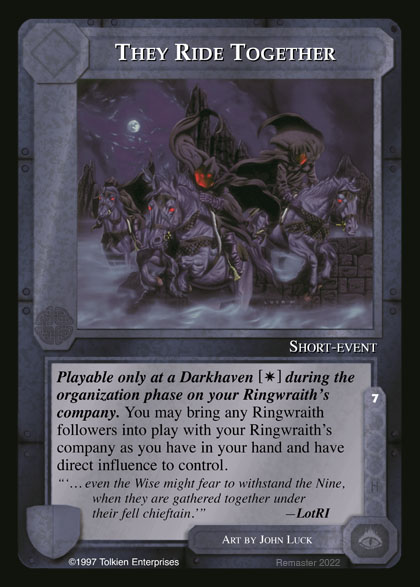 They Ride Together
Short-event
Playable only at a Darkhaven [✷] during the
organization phase on your Ringwraith's
company. You may bring any Ringwraith
followers into play with your Ringwraith's
company as you have in your hand and have
direct influence to control.
“‘… even the Wise might fear to withstand the Nine,
when they are gathered together under
their fell chieftain.’” —LotRI
7
H
Art by John Luck
©1997 Tolkien Enterprises
Remaster 2022